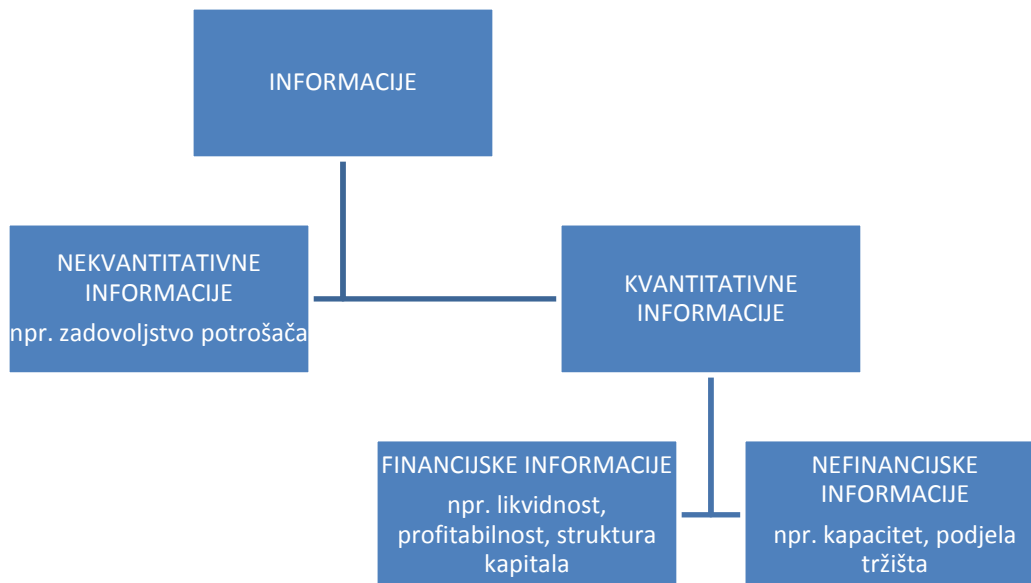 INFORMACIJE
NEKVANTITATIVNE
INFORMACIJE
npr. zadovoljstvo potrošača
KVANTITATIVNE
INFORMACIJE
FINANCIJSKE INFORMACIJE
npr. likvidnost,
profitabilnost, struktura
kapitala
NEFINANCIJSKE
INFORMACIJE
npr. kapacitet, podjela
tržišta